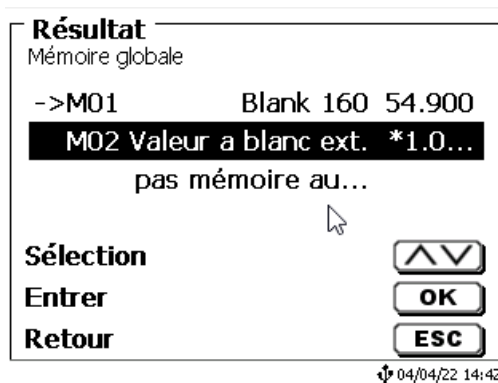 Résultat
Mémoire globale
->M01 Blank 160 54.900
M02 Valeur a blanc ext. *1.0...
pas mémoire au...
Sélection
Entrer OK
Retour ESC
04/04/22 14:42